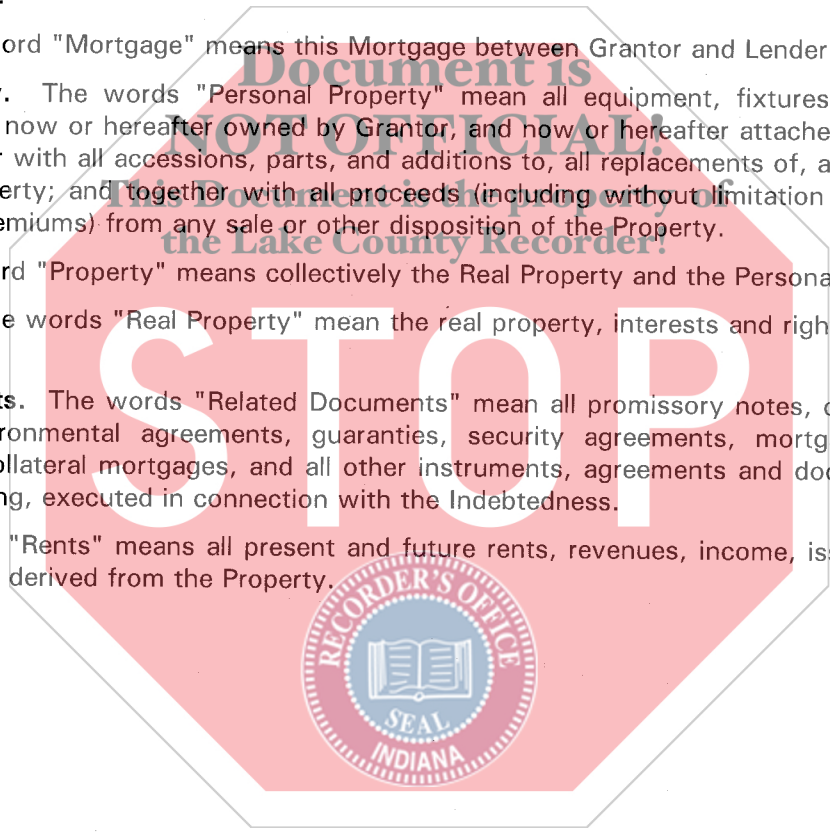 ord "Mortgage" means this Mortgage between Grantor and Lender
Document is
y. The words "Personal Property" mean all equipment, fixtures
NOT OFFICIAL!
now or hereafter owned by Grantor, and now or hereafter attache
r with all accessions, parts, and additions to, all replacements of, a
This Document is the property of
erty; and together with all proceeds (including without limitation
emiums) from any sale or other disposition of the Property.
the Lake County Recorder!
rd "Property" means collectively the Real Property and the Persona
e words "Real Property" mean the real property, interests and righ
STOP
ts. The words "Related Documents" mean all promissory notes, c
ronmental agreements, guaranties, security agreements, mortg
ollateral mortgages, and all other instruments, agreements and doc
ng, executed in connection with the Indebtedness.
"Rents" means all present and future rents, revenues, income, iss
derived from the Property.
RECORDER'S OFFICE
SEAL
INDIANA